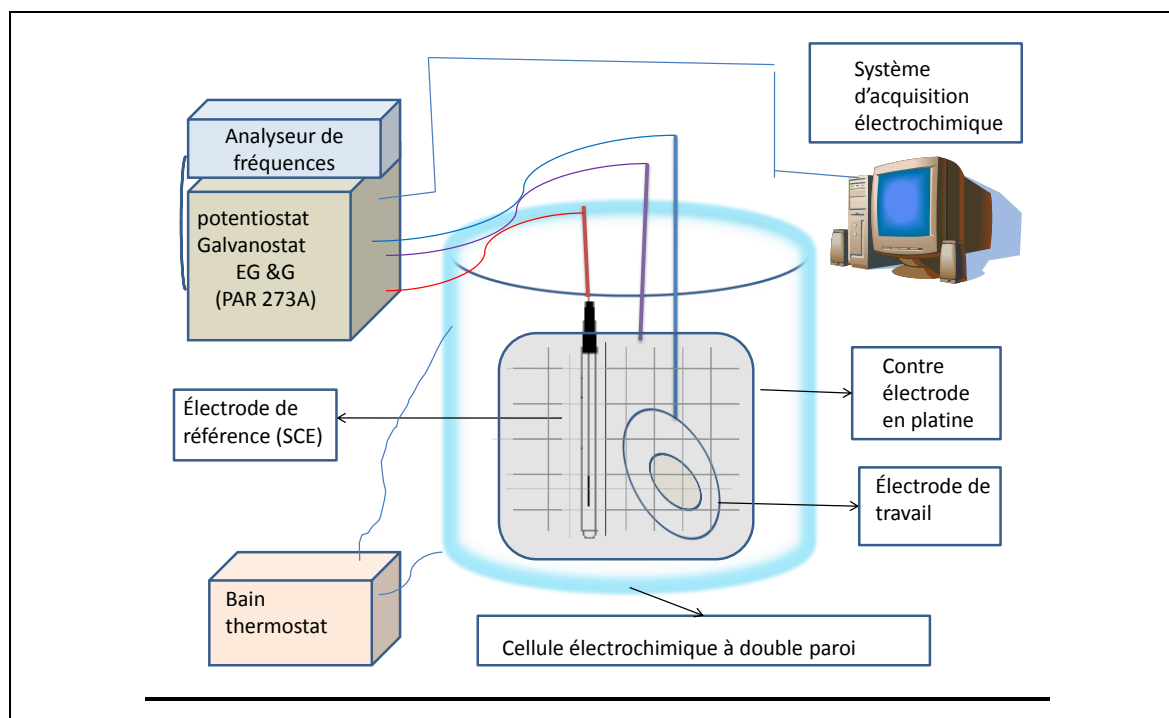 Système
d'acquisition
électrochimique
Analyseur de
fréquences
potentiostat
Galvanostat
EG &G
(PAR 273A)
Électrode de
référence (SCE)
Contre
électrode
en platine
Électrode de
travail
Bain
thermostat
Cellule électrochimique à double paroi